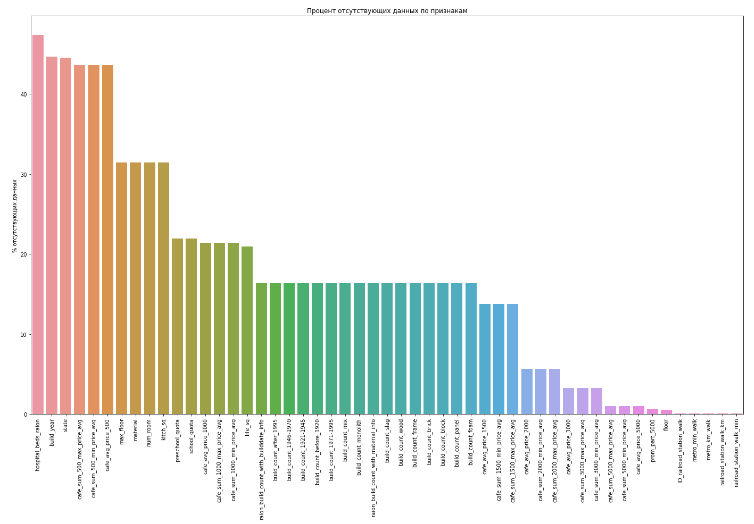 Процент отсутствующих данных по признакам
% отсутствующих данных
40
30
20
10
0
hospital_beds_raion
build_year
state
cafe_sum_500_max_price_avg
cafe_sum_500_min_price_avg
cafe_avg_price_500
max_floor
material
num_room
kitch_sq
preschool_quota
school_quota
cafe_avg_price_1000
cafe_sum_1000_max_price_avg
cafe_sum_1000_min_price_avg
life_sq
raion_build_count_with_builddate_info
build_count_after_1995
build_count_1946-1970
build_count_1921-1945
build_count_before_1920
build_count_1971-1995
build_count_mix
build_count_monolith
raion_build_count_with_material_info
build_count_slag
build_count_wood
build_count_frame
build_count_brick
build_count_block
build_count_panel
build_count_foam
cafe_avg_price_1500
cafe_sum_1500_min_price_avg
cafe_sum_1500_max_price_avg
cafe_avg_price_2000
cafe_sum_2000_min_price_avg
cafe_sum_2000_max_price_avg
cafe_avg_price_3000
cafe_sum_3000_max_price_avg
cafe_sum_3000_min_price_avg
cafe_sum_5000_max_price_avg
cafe_sum_5000_min_price_avg
cafe_avg_price_5000
prom_part_5000
floor
ID_railroad_station_walk
metro_min_walk
metro_km_walk
railroad_station_walk_km
railroad_station_walk_min